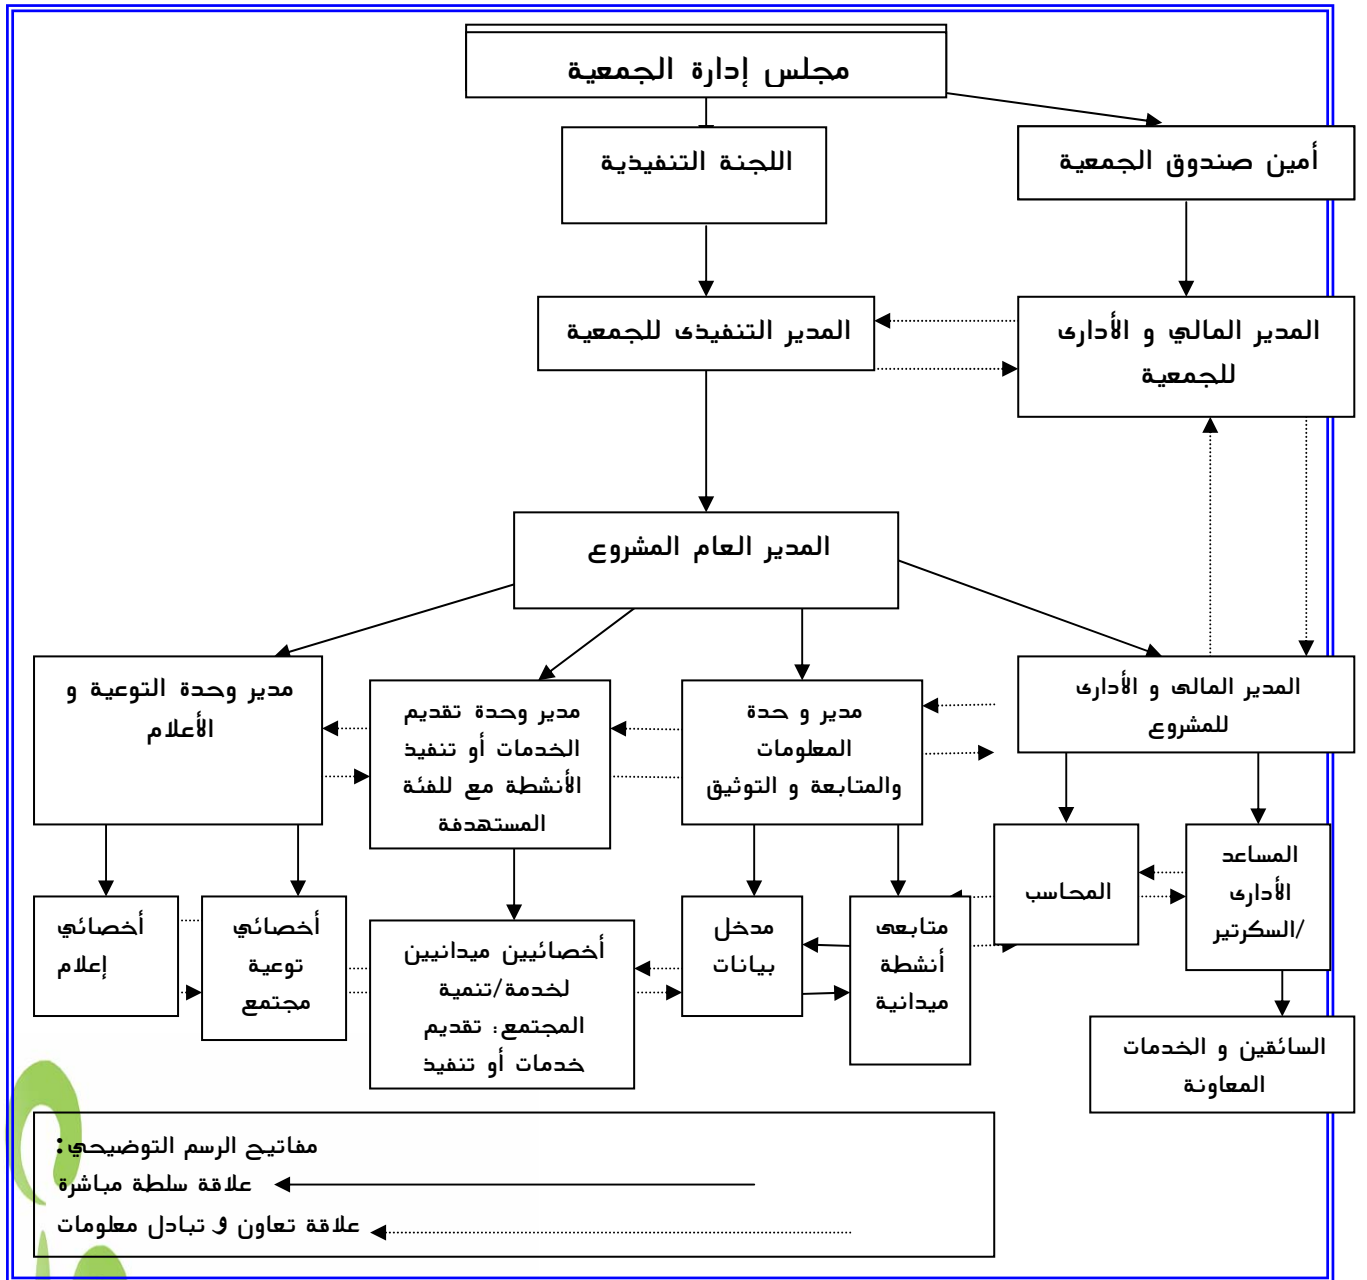 مجلس إدارة الجمعية
أمين صندوق الجمعية
اللجنة التنفيذية
المدير المالي و الأدارى
للجمعية
المدير التنفيذى للجمعية
المدير العام المشروع
المدير المالى و الأدارى
للمشروع
مدير و حدة
المعلومات
والمتابعة و التوثيق
مدير وحدة تقديم
الخدمات أو تنفيذ
الأنشطة مع للفئة
المستهدفة
مدير وحدة التوعية و
الأعلام
المساعد
الأدارى
/السكرتير
المحاسب
متابعى
أنشطة
ميدانية
مدخل
بيانات
أخصائيين ميدانيين
لخدمة/تنمية
المجتمع: تقديم
خدمات أو تنفيذ
أخصائي
توعية
مجتمع
أخصائي
إعلام
السائقين و الخدمات
المعاونة
مفاتيح الرسم التوضيحي:
علاقة سلطة مباشرة
علاقة تعاون و تبادل معلومات